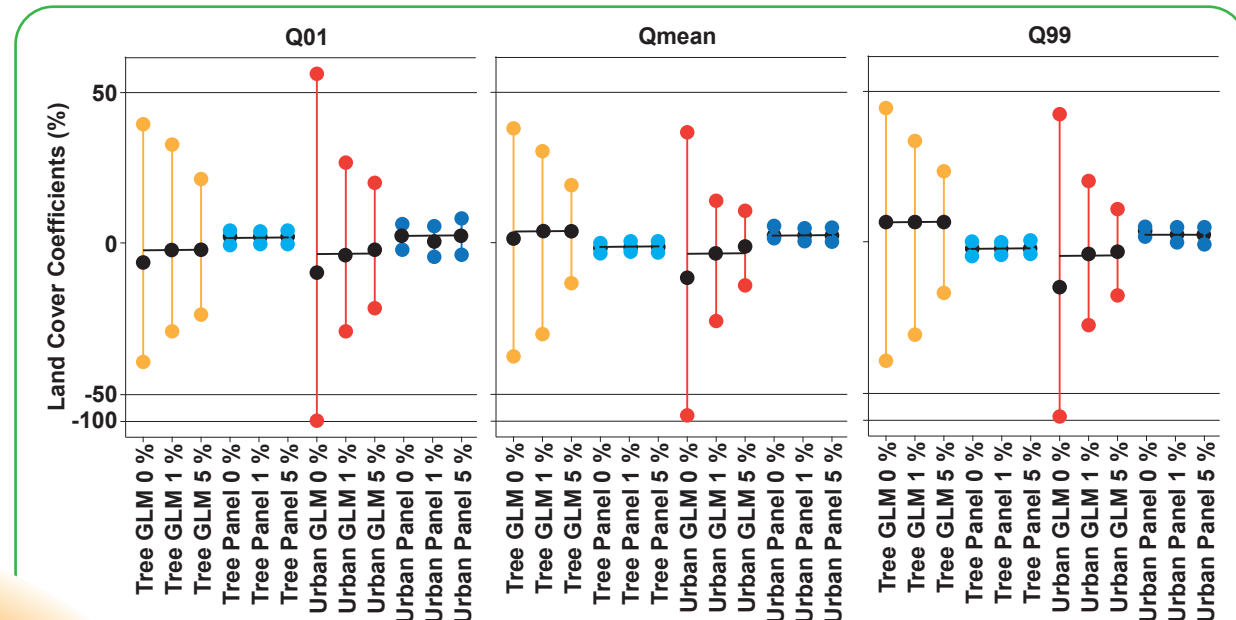 Q01
Qmean
Q99
Land Cover Coefficients (%)
50
0
-50
-100
Tree GLM 0 %
Tree GLM 1 %
Tree GLM 5 %
Tree Panel 0 %
Tree Panel 1 %
Tree Panel 5 %
Urban GLM 0 %
Urban GLM 1 %
Urban GLM 5 %
Urban Panel 0 %
Urban Panel 1 %
Urban Panel 5 %
Tree GLM 0 %
Tree GLM 1 %
Tree GLM 5 %
Tree Panel 0 %
Tree Panel 1 %
Tree Panel 5 %
Urban GLM 0 %
Urban GLM 1 %
Urban GLM 5 %
Urban Panel 0 %
Urban Panel 1 %
Urban Panel 5 %
Tree GLM 0 %
Tree GLM 1 %
Tree GLM 5 %
Tree Panel 0 %
Tree Panel 1 %
Tree Panel 5 %
Urban GLM 0 %
Urban GLM 1 %
Urban GLM 5 %
Urban Panel 0 %
Urban Panel 1 %
Urban Panel 5 %